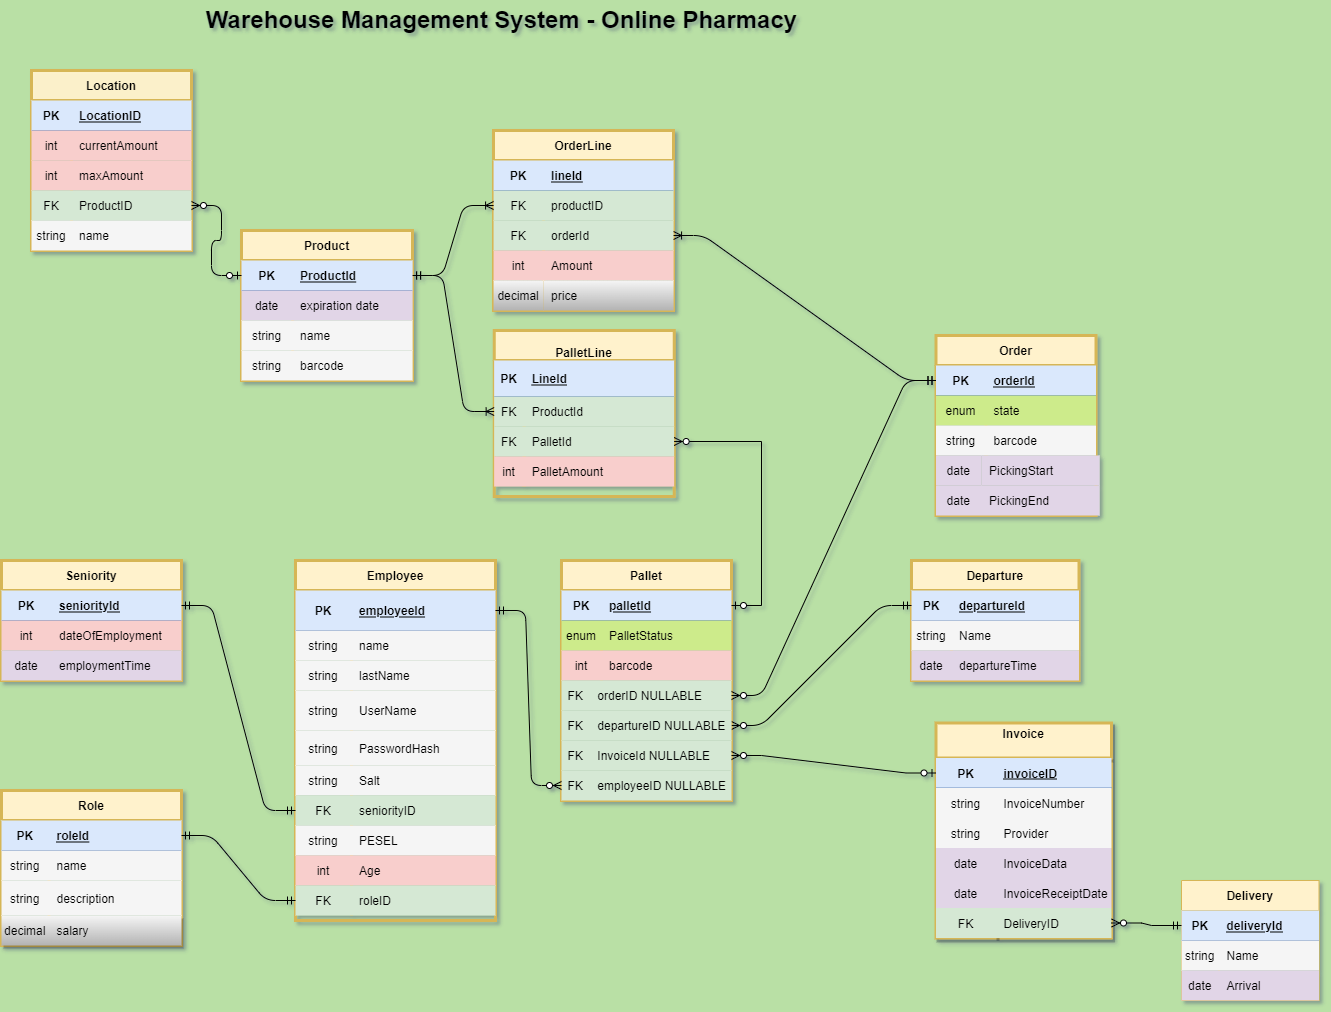 Warehouse Management System - Online Pharmacy
Location
PK LocationID
int currentAmount
int maxAmount
FK ProductID
string name
Product
PK ProductId
date expiration date
string name
string barcode
OrderLine
PK lineId
FK productID
FK orderId
int Amount
decimal price
PalletLine
PK LineId
FK ProductId
FK PalletId
int PalletAmount
Order
PK orderId
enum state
string barcode
date PickingStart
date PickingEnd
Seniority
PK seniorityId
int dateOfEmployment
date employmentTime
Employee
PK employeeId
string name
string lastName
string UserName
string PasswordHash
string Salt
FK seniorityID
string PESEL
int Age
FK roleID
Pallet
PK palletId
enum PalletStatus
int barcode
FK orderID NULLABLE
FK departureID NULLABLE
FK InvoiceId NULLABLE
FK employeeID NULLABLE
Departure
PK departureId
string Name
date departureTime
Role
PK roleId
string name
string description
decimal salary
Invoice
PK invoiceID
string InvoiceNumber
string Provider
date InvoiceData
date InvoiceReceiptDate
FK DeliveryID
Delivery
PK deliveryId
string Name
date Arrival